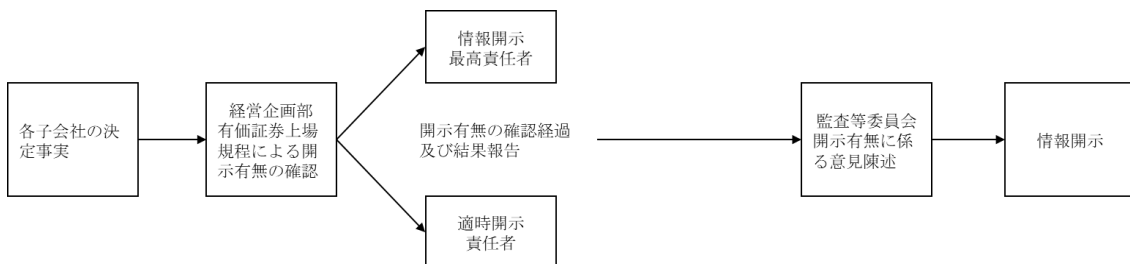 各子会社の決
定事実
経営企画部
有価証券上場
規程による開
示有無の確認
情報開示
最高責任者
開示有無の確認経過
及び結果報告
適時開示
責任者
監査等委員会
開示有無に係
る意見陳述
情報開示